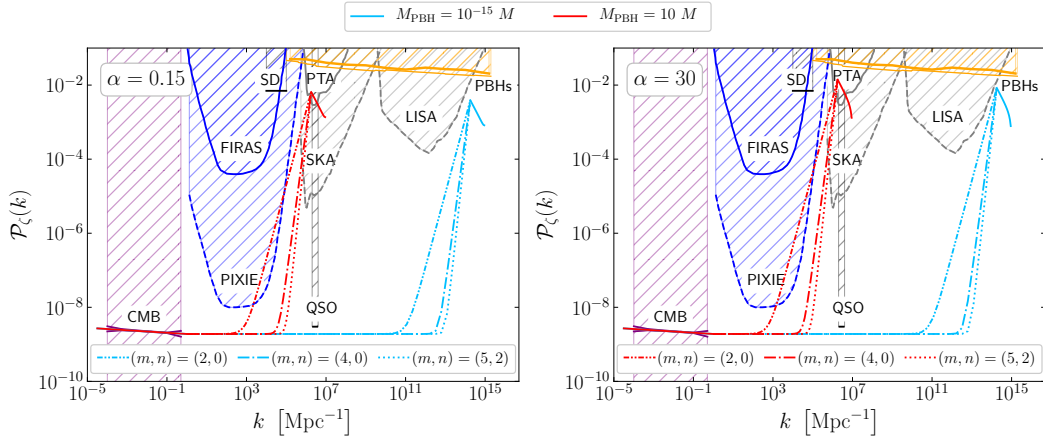 M_PBH = 10^−15 M    M_PBH = 10 M
α = 0.15
SD
PTA
PBHs
LISA
FIRAS
SKA
PIXIE
QSO
CMB
(m, n) = (2, 0)    (m, n) = (4, 0)    (m, n) = (5, 2)
P_ζ(k)
10^−2
10^−4
10^−6
10^−8
10^−10
10^−5    10^−1    10^3    10^7    10^11    10^15
k [Mpc^−1]
α = 30
SD
PTA
PBHs
LISA
FIRAS
SKA
PIXIE
QSO
CMB
(m, n) = (2, 0)    (m, n) = (4, 0)    (m, n) = (5, 2)
P_ζ(k)
10^−2
10^−4
10^−6
10^−8
10^−10
10^−5    10^−1    10^3    10^7    10^11    10^15
k [Mpc^−1]